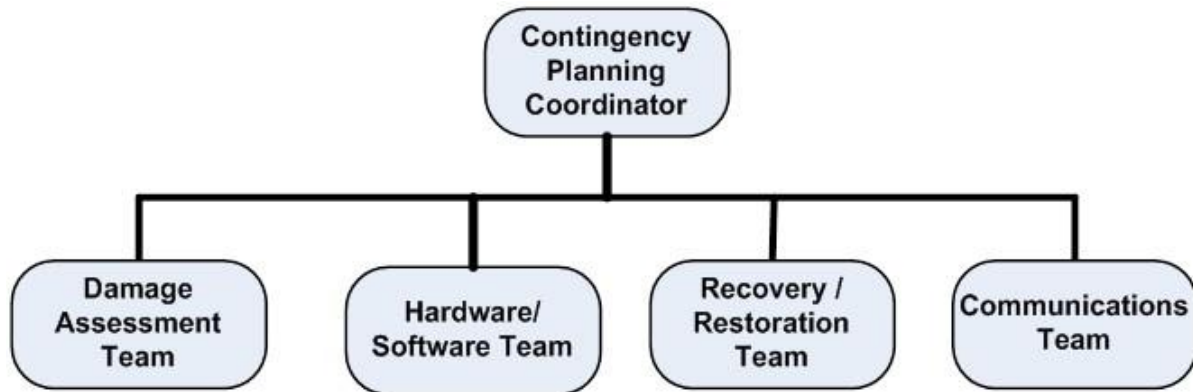 Contingency
Planning
Coordinator
Damage
Assessment
Team
Hardware/
Software Team
Recovery /
Restoration
Team
Communications
Team